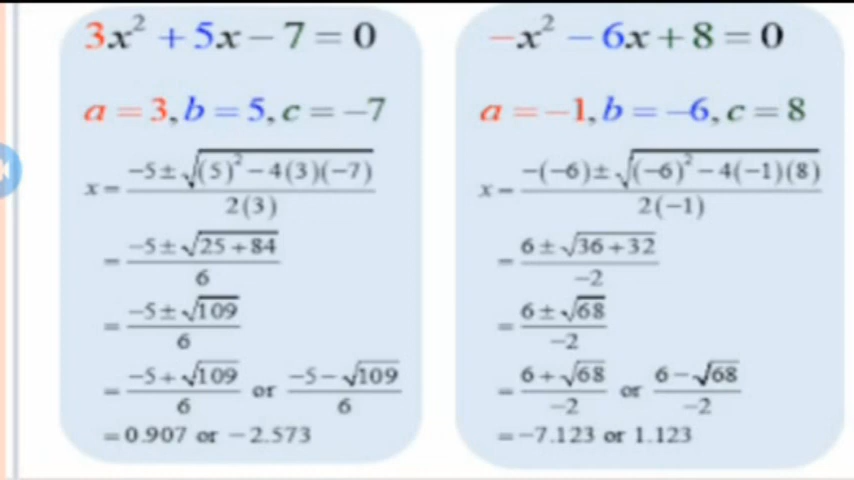 3x² + 5x − 7 = 0
a = 3, b = 5, c = −7
x = (−5 ± √((5)² − 4(3)(−7))) / 2(3)
= (−5 ± √(25 + 84)) / 6
= (−5 ± √109) / 6
= (−5 + √109) / 6 or (−5 − √109) / 6
= 0.907 or −2.573
−x² − 6x + 8 = 0
a = −1, b = −6, c = 8
x = (−(−6) ± √((−6)² − 4(−1)(8))) / 2(−1)
= (6 ± √(36 + 32)) / −2
= (6 ± √68) / −2
= (6 + √68) / −2 or (6 − √68) / −2
= −7.123 or 1.123